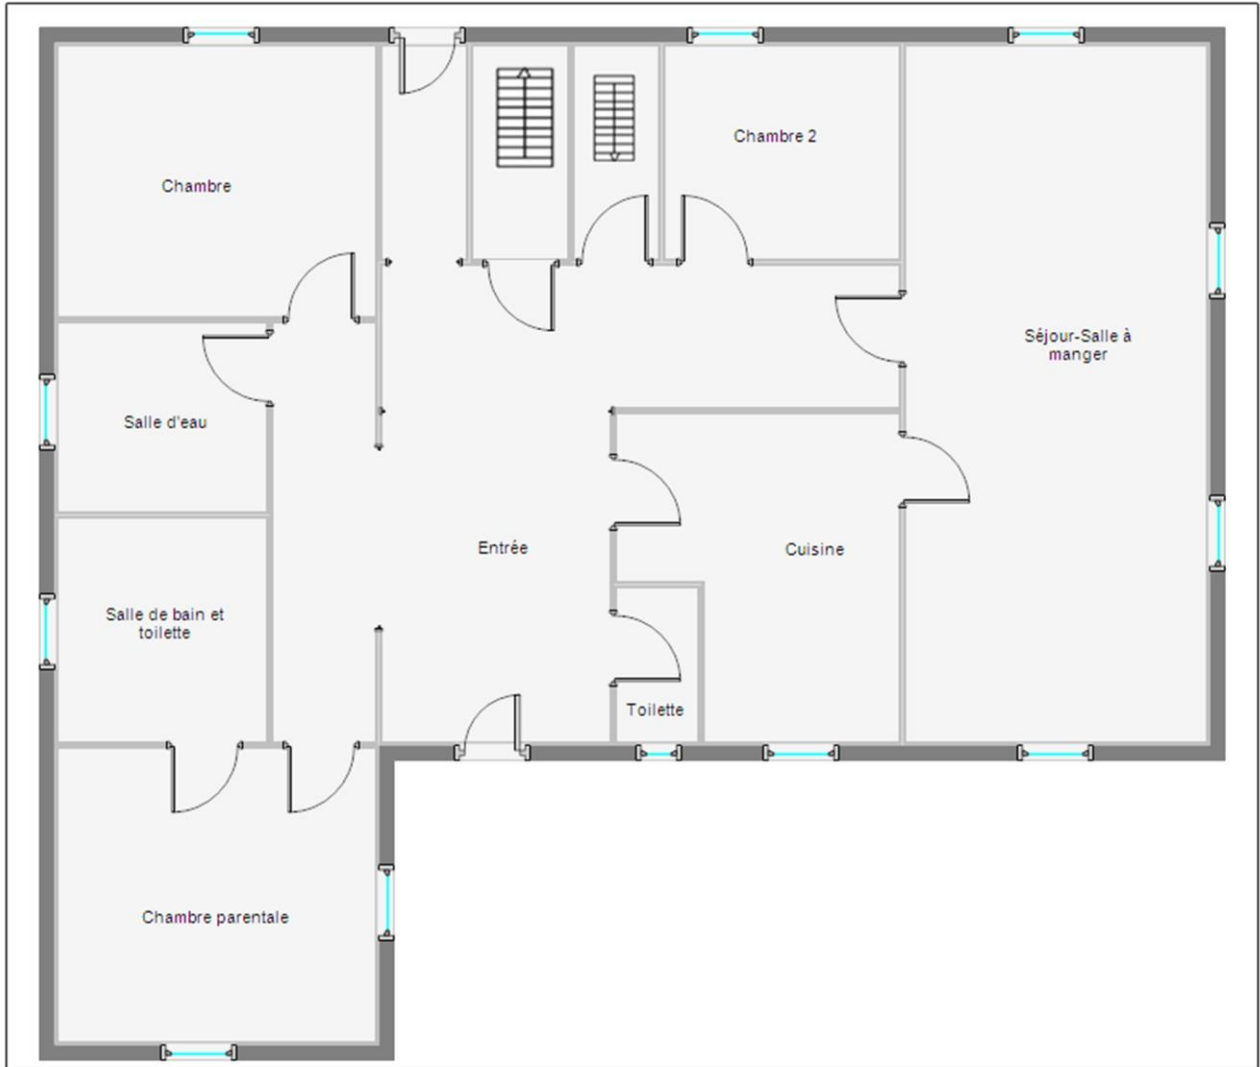 Chambre 2
Chambre
Séjour-Salle à
manger
Salle d'eau
Entrée
Cuisine
Salle de bain et
toilette
Toilette
Chambre parentale